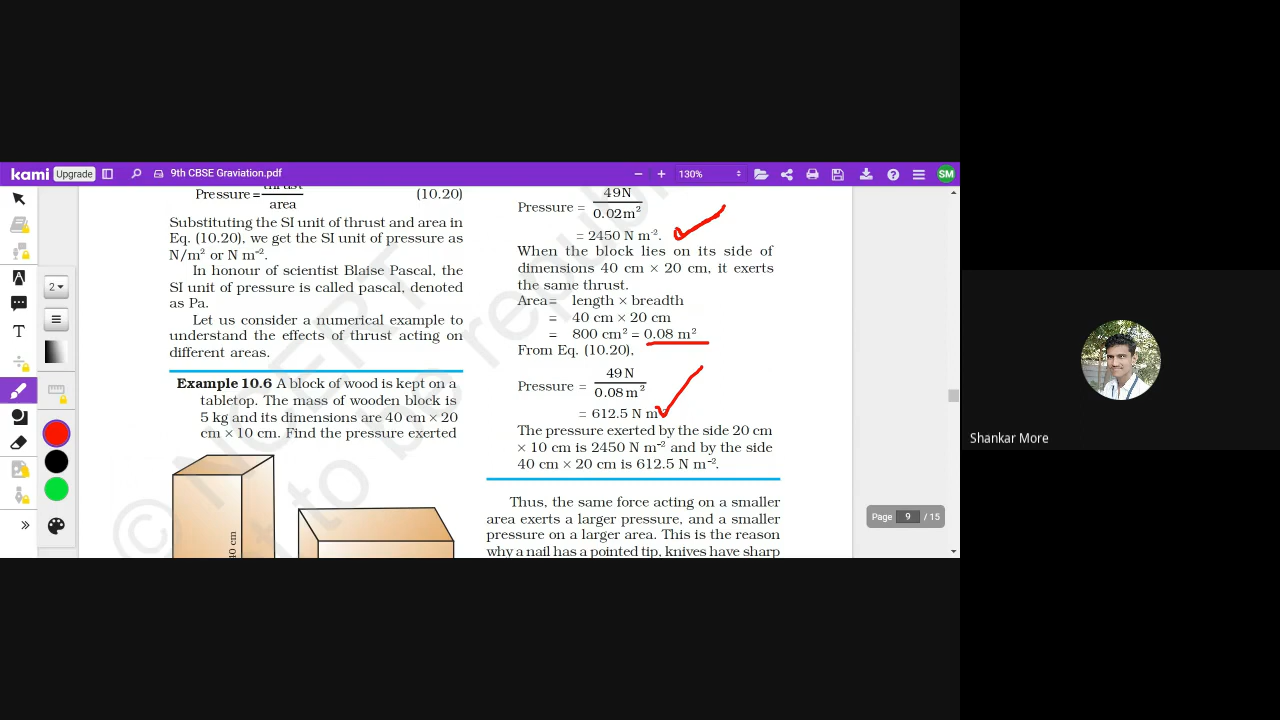 kami Upgrade 9th CBSE Graviation.pdf 130% SM
Pressure = thrust / area (10.20)
Substituting the SI unit of thrust and area in
Eq. (10.20), we get the SI unit of pressure as
N/m² or N m⁻².
In honour of scientist Blaise Pascal, the
SI unit of pressure is called pascal, denoted
as Pa.
Let us consider a numerical example to
understand the effects of thrust acting on
different areas.
Example 10.6 A block of wood is kept on a
tabletop. The mass of wooden block is
5 kg and its dimensions are 40 cm × 20
cm × 10 cm. Find the pressure exerted
40 cm
Pressure = 49 N / 0.02 m²
= 2450 N m⁻².
When the block lies on its side of
dimensions 40 cm × 20 cm, it exerts
the same thrust.
Area = length × breadth
= 40 cm × 20 cm
= 800 cm² = 0.08 m²
From Eq. (10.20),
Pressure = 49 N / 0.08 m²
= 612.5 N m⁻²
The pressure exerted by the side 20 cm
× 10 cm is 2450 N m⁻² and by the side
40 cm × 20 cm is 612.5 N m⁻².
Thus, the same force acting on a smaller
area exerts a larger pressure, and a smaller
pressure on a larger area. This is the reason
why a nail has a pointed tip, knives have sharp
2
T
Page 9 / 15
Shankar More